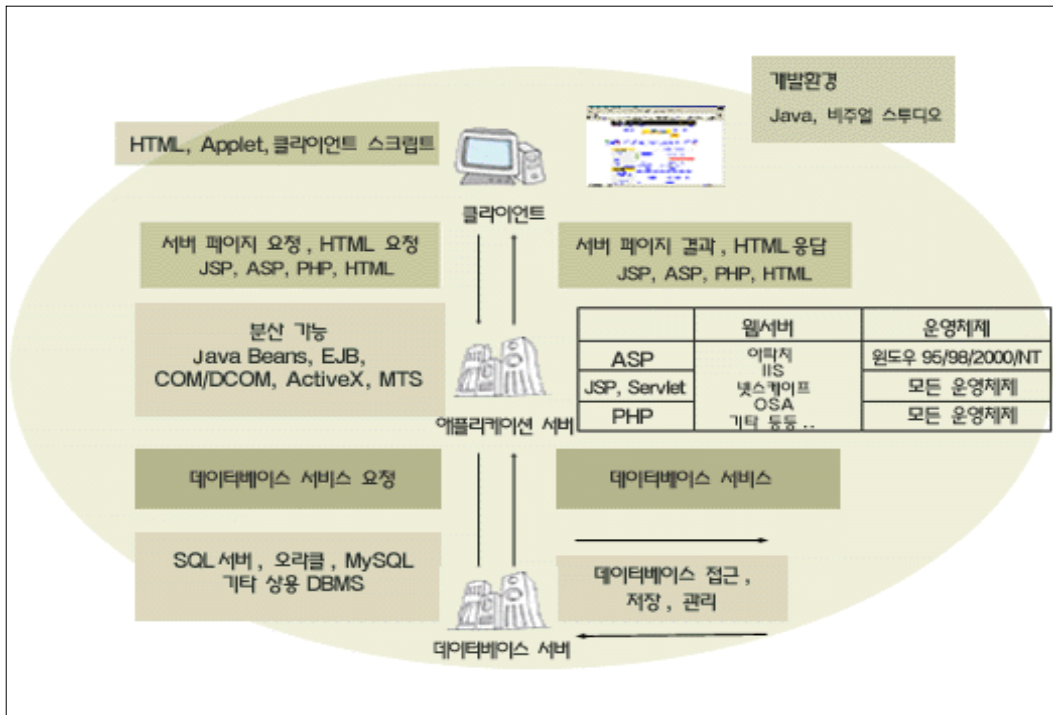 개발환경
Java, 비주얼 스튜디오
HTML, Applet,클라이언트 스크립트
클라이언트
서버 페이지 요청 , HTML 요청
JSP, ASP, PHP, HTML
서버 페이지 결과 , HTML 응답
JSP, ASP, PHP, HTML
분산 가능
Java Beans, EJB,
COM/DCOM, ActiveX, MTS
애플리케이션 서버
웹서버 운영체제
ASP
JSP, Servlet
PHP
아파치
IIS
넷스케이프
OSA
기타 등등 ..
윈도우 95/98/2000/NT
모든 운영체제
모든 운영체제
데이터베이스 서비스 요청
데이터베이스 서비스
SQL 서버 , 오라클 , MySQL
기타 상용 DBMS
데이터베이스 접근 ,
저장 , 관리
데이터베이스 서버